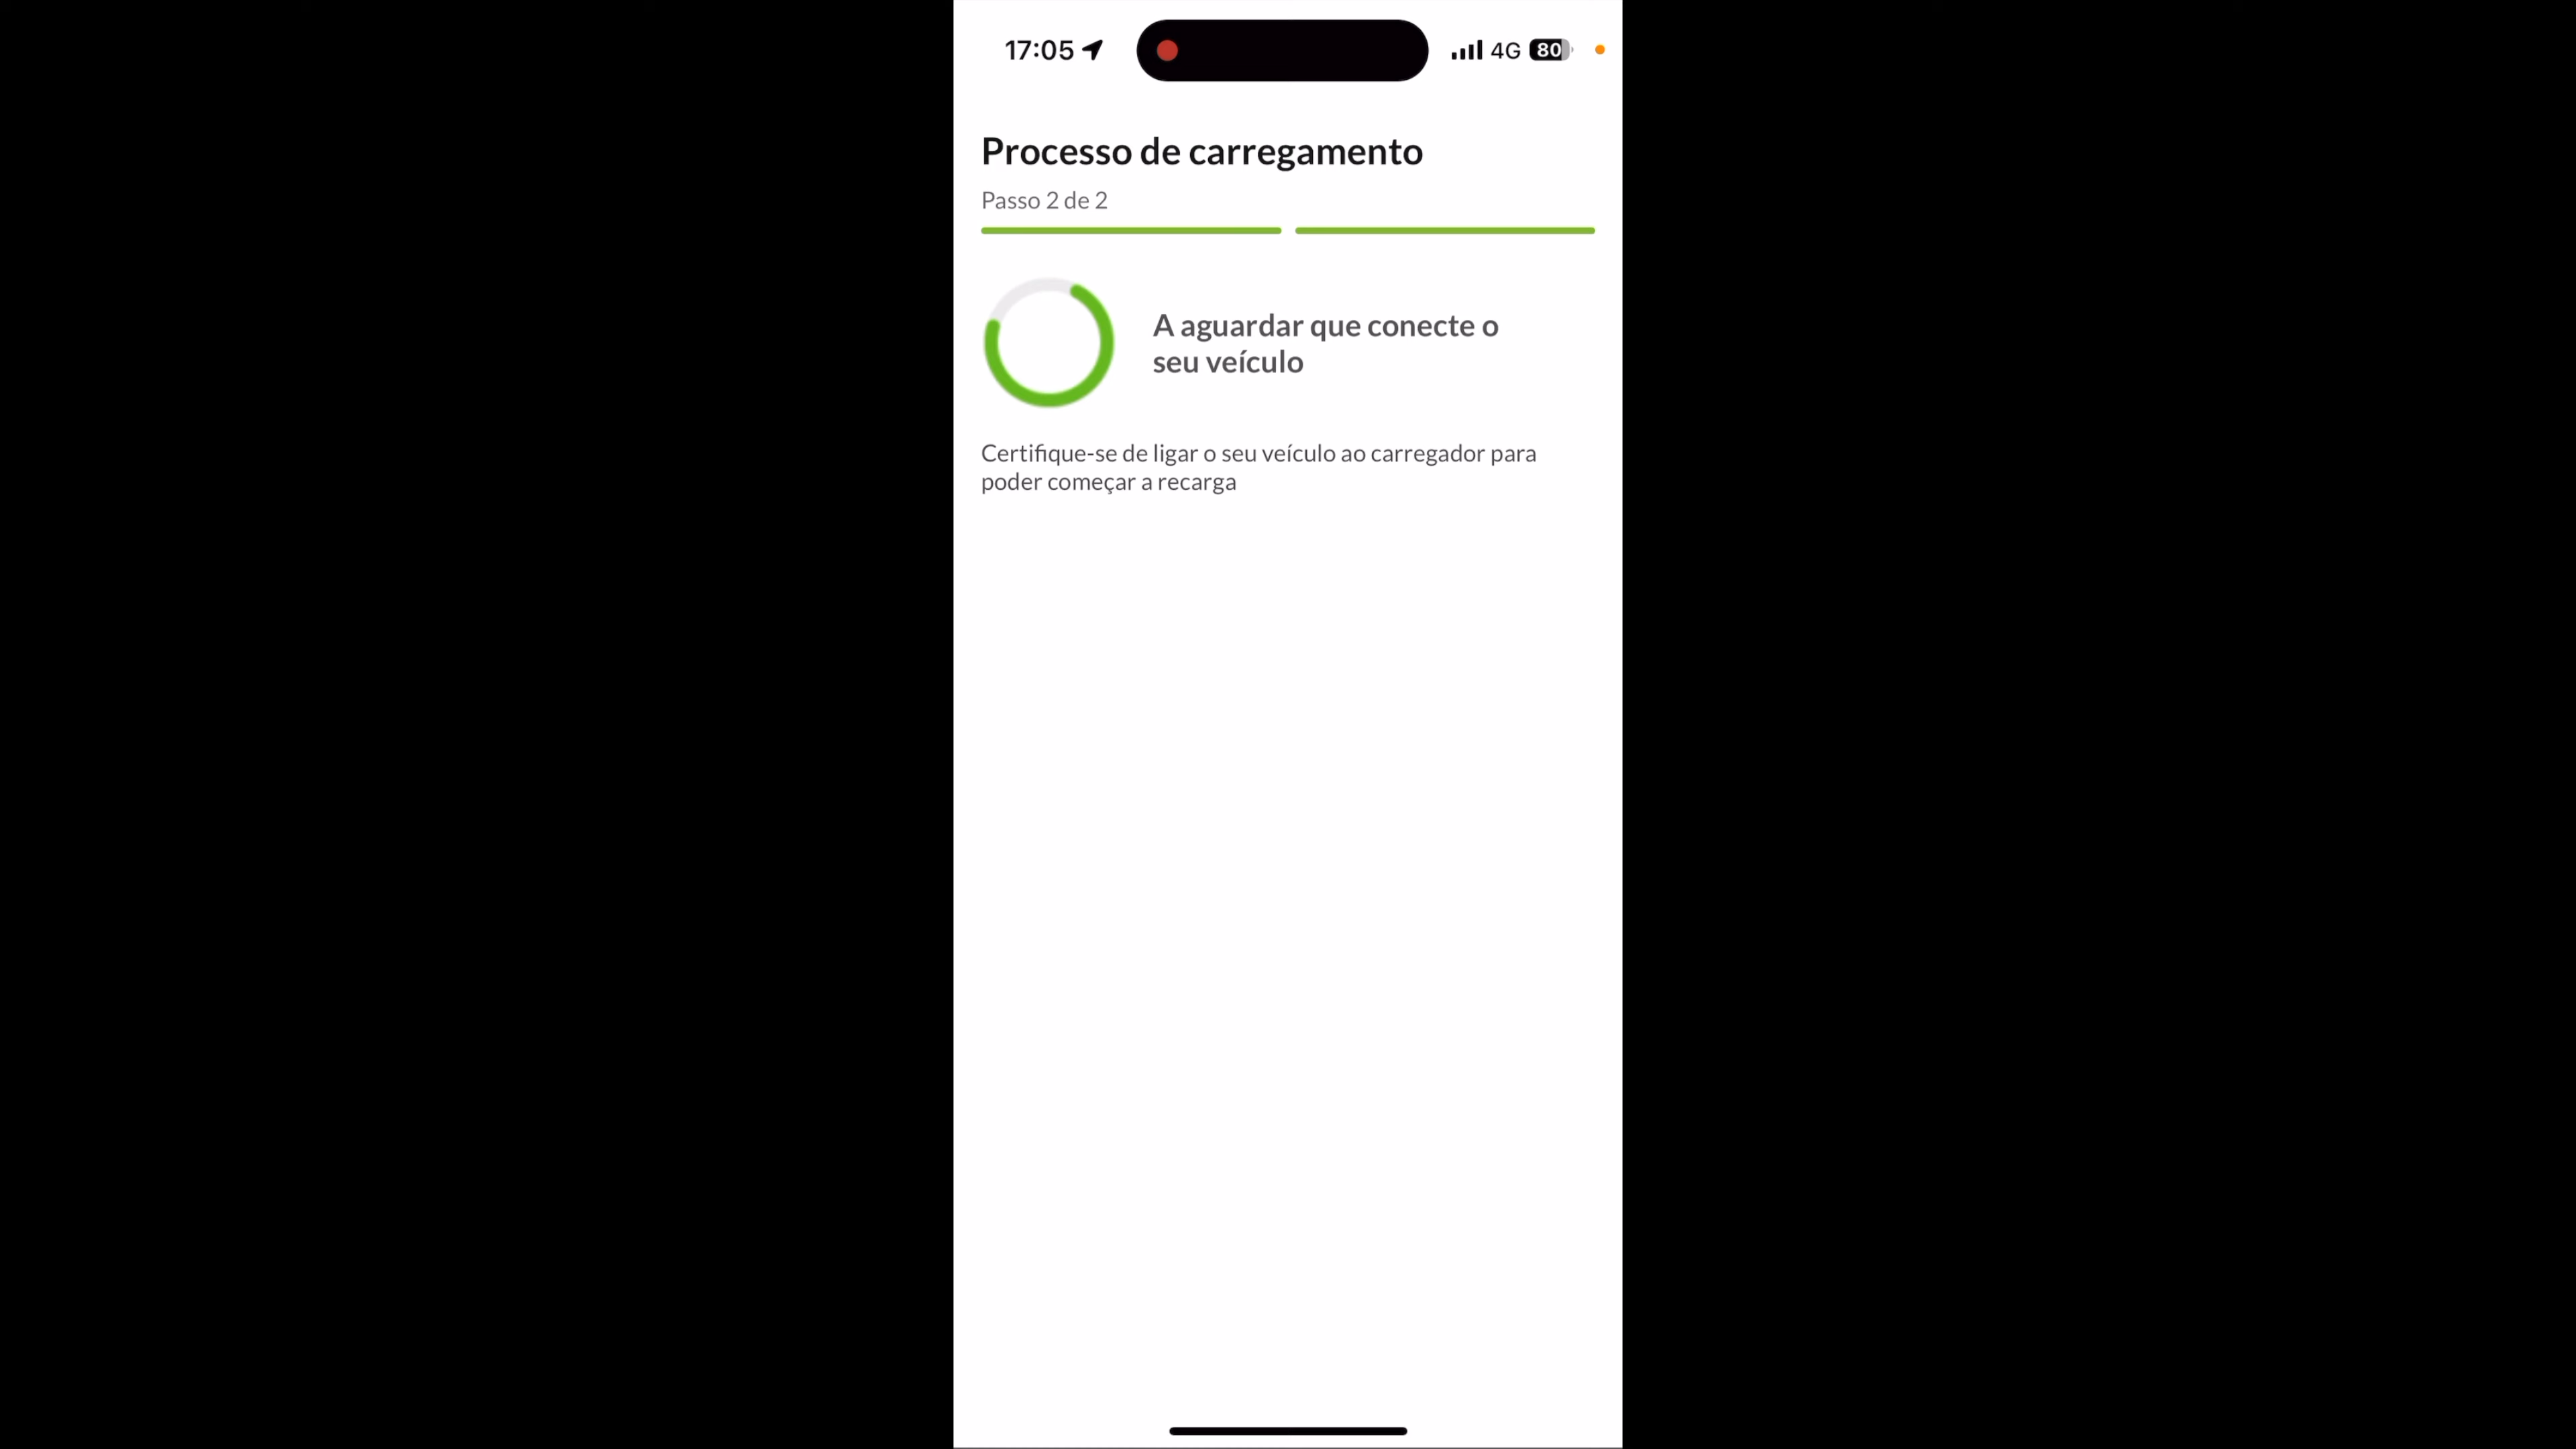 17:05
4G
80
Processo de carregamento
Passo 2 de 2
A aguardar que conecte o
seu veículo
Certifique-se de ligar o seu veículo ao carregador para
poder começar a recarga